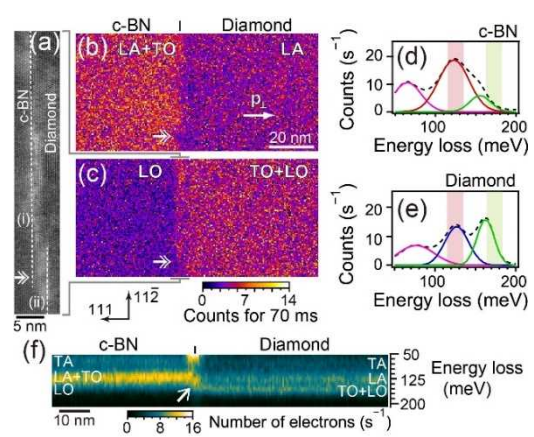 c-BN I Diamond
(a) (b) LA+TO LA
c-BN
Diamond
p⊥
20 nm
(c) LO TO+LO
(i)
(ii)
5 nm
111 112̄
0 7 14
Counts for 70 ms
(d) c-BN
Counts (s⁻¹)
20
10
0
100 200
Energy loss (meV)
(e) Diamond
Counts (s⁻¹)
20
10
0
100 200
Energy loss (meV)
(f) c-BN I Diamond
TA TA
LA+TO LA
LO TO+LO
50
125
200
Energy loss
(meV)
10 nm
0 8 16
Number of electrons (s⁻¹)